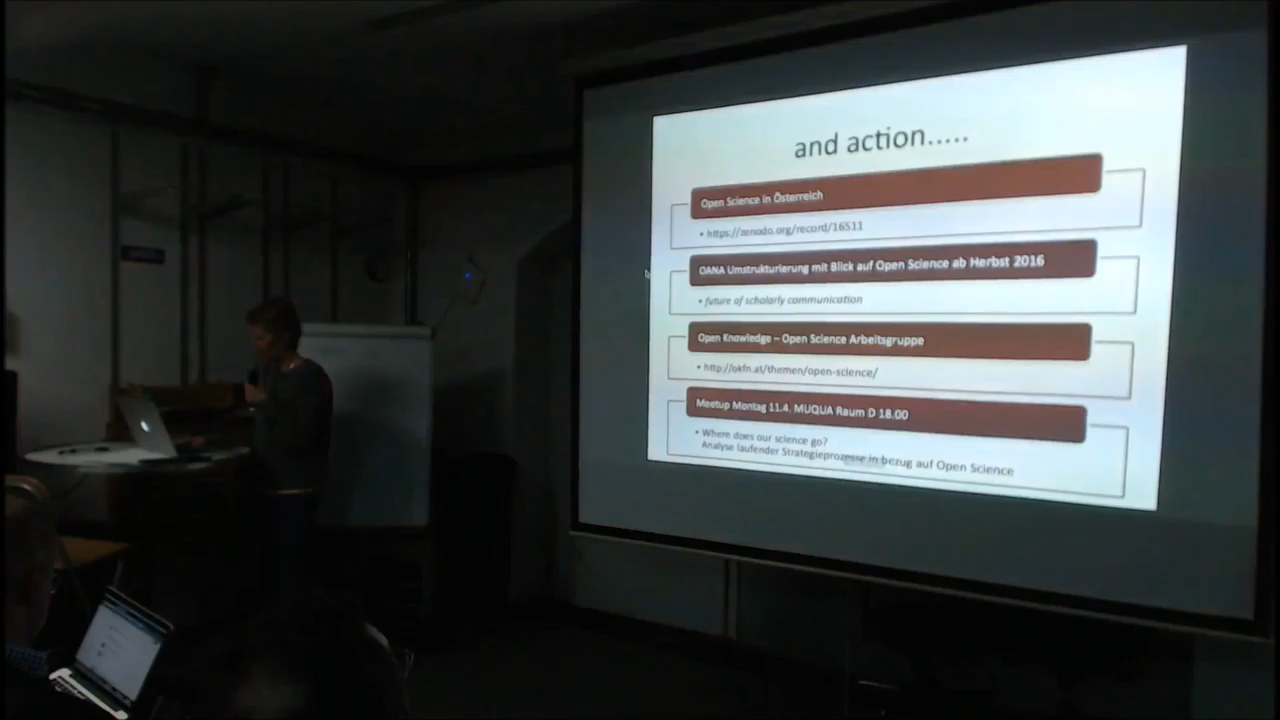 and action.....
Open Science in Österreich
• https://zenodo.org/record/16511
OANA Umstrukturierung mit Blick auf Open Science ab Herbst 2016
• future of scholarly communication
Open Knowledge – Open Science Arbeitsgruppe
• http://okfn.at/themen/open-science/
Meetup Montag 11.4. MUQUA Raum D 18.00
• Where does our science go?
Analyse laufender Strategieprozesse in bezug auf Open Science